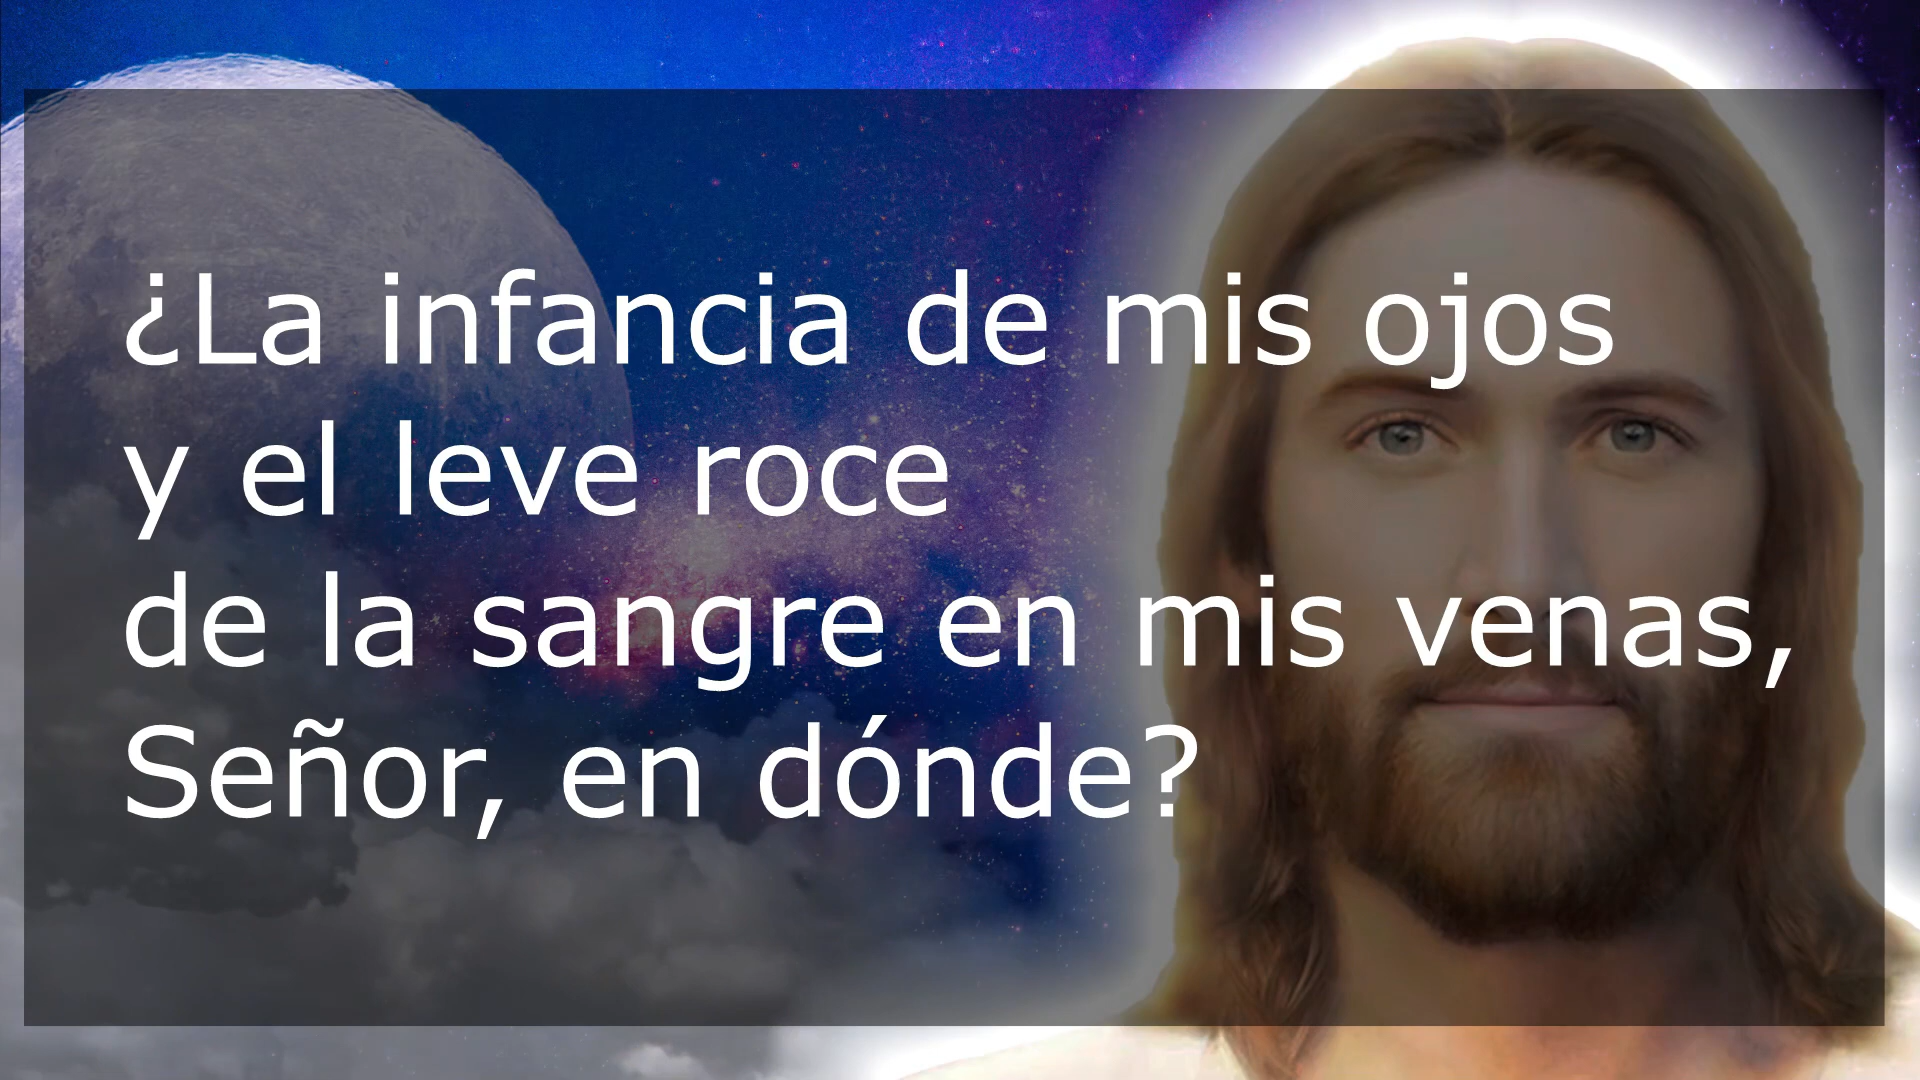 ¿La infancia de mis ojos
y el leve roce
de la sangre en mis venas,
Señor, en dónde?